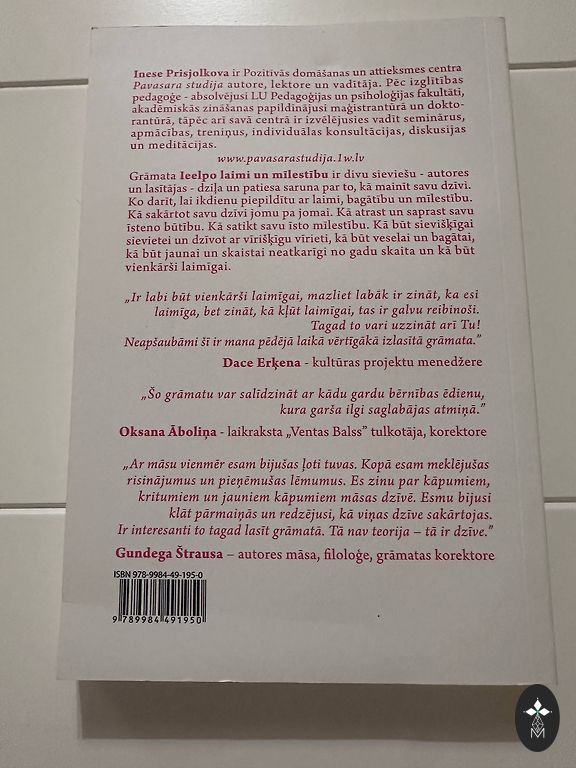 Inese Prisjolkova ir Pozitīvās domāšanas un attieksmes centra
Pavasara studija autore, lektore un vadītāja. Pēc izglītības
pedagoģe - absolvējusi LU Pedagoģijas un psiholoģijas fakultāti,
akadēmiskās zināšanas papildinājusi maģistrantūrā un dokto-
rantūrā, tāpēc arī savā centrā ir izvēlējusies vadīt seminārus,
apmācības, treniņus, individuālas konsultācijas, diskusijas
un meditācijas.
www.pavasarastudija.1w.lv
Grāmata Ieelpo laimi un mīlestību ir divu sieviešu - autores
un lasītājas - dziļa un patiesa saruna par to, kā mainīt savu dzīvi.
Ko darīt, lai ikdienu piepildītu ar laimi, bagātību un mīlestību.
Kā sakārtot savu dzīvi jomu pa jomai. Kā atrast un saprast savu
īsteno būtību. Kā satikt savu īsto mīlestību. Kā būt sievišķīgai
sievietei un dzīvot ar vīrišķīgu vīrieti, kā būt veselai un bagātai,
kā būt jaunai un skaistai neatkarīgi no gadu skaita un kā būt
vienkārši laimīgai.
„Ir labi būt vienkārši laimīgai, mazliet labāk ir zināt, ka esi
laimīga, bet zināt, kā kļūt laimīgai, tas ir galvu reibinoši.
Tagad to vari uzzināt arī Tu!
Neapšaubāmi šī ir mana pēdējā laikā vērtīgākā izlasītā grāmata."
Dace Erķena - kultūras projektu menedžere
„Šo grāmatu var salīdzināt ar kādu gardu bērnības ēdienu,
kura garša ilgi saglabājas atmiņā."
Oksana Āboliņa - laikraksta „Ventas Balss" tulkotāja, korektore
„Ar māsu vienmēr esam bijušas ļoti tuvas. Kopā esam meklējušas
risinājumus un pieņēmušas lēmumus. Es zinu par kāpumiem,
kritumiem un jauniem kāpumiem māsas dzīvē. Esmu bijusi
klāt pārmaiņās un redzējusi, kā viņas dzīve sakārtojas.
Ir interesanti to tagad lasīt grāmatā. Tā nav teorija – tā ir dzīve."
Gundega Štrausa – autores māsa, filoloģe, grāmatas korektore
ISBN 978-9984-49-195-0
9 789984 491950
M